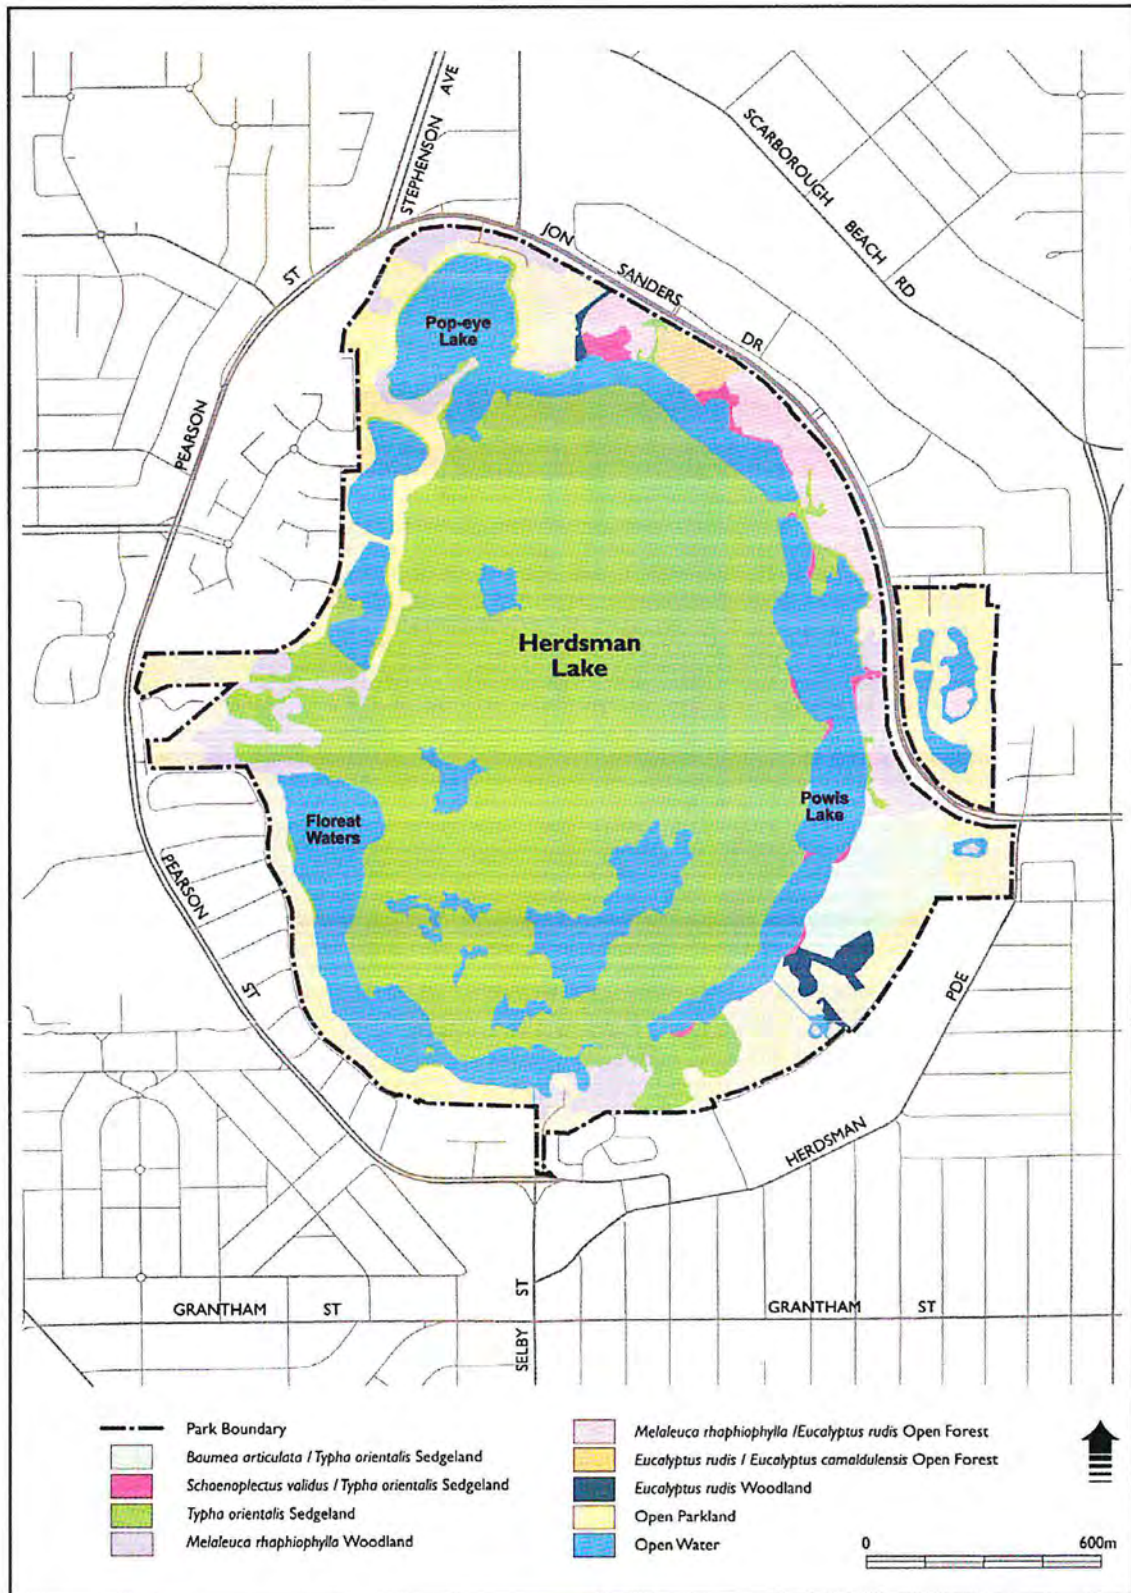 STEPHENSON AVE
SCARBOROUGH BEACH RD
JON SANDERS DR
PEARSON ST
Pop-eye
Lake
Herdsman
Lake
Floreat
Waters
Powis
Lake
PEARSON ST
HERDSMAN PDE
GRANTHAM ST
GRANTHAM ST
SELBY ST
Park Boundary
Baumea articulata / Typha orientalis Sedgeland
Schoenoplectus validus / Typha orientalis Sedgeland
Typha orientalis Sedgeland
Melaleuca rhaphiophylla Woodland
Melaleuca rhaphiophylla /Eucalyptus rudis Open Forest
Eucalyptus rudis / Eucalyptus camaldulensis Open Forest
Eucalyptus rudis Woodland
Open Parkland
Open Water
0 600m